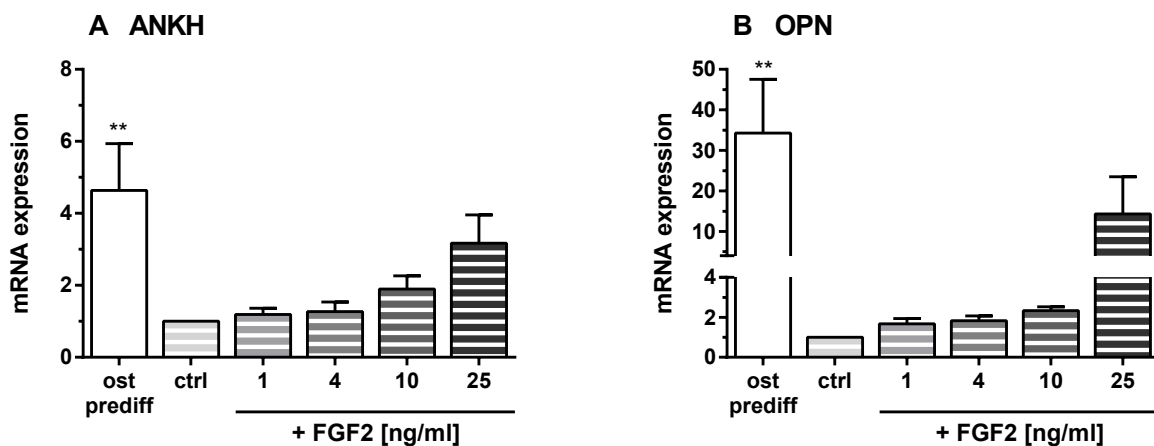 A ANKH
mRNA expression
8
6
4
2
0
**
ost prediff
ctrl
1
4
10
25
+ FGF2 [ng/ml]
B OPN
mRNA expression
50
40
30
20
10
4
2
0
**
ost prediff
ctrl
1
4
10
25
+ FGF2 [ng/ml]